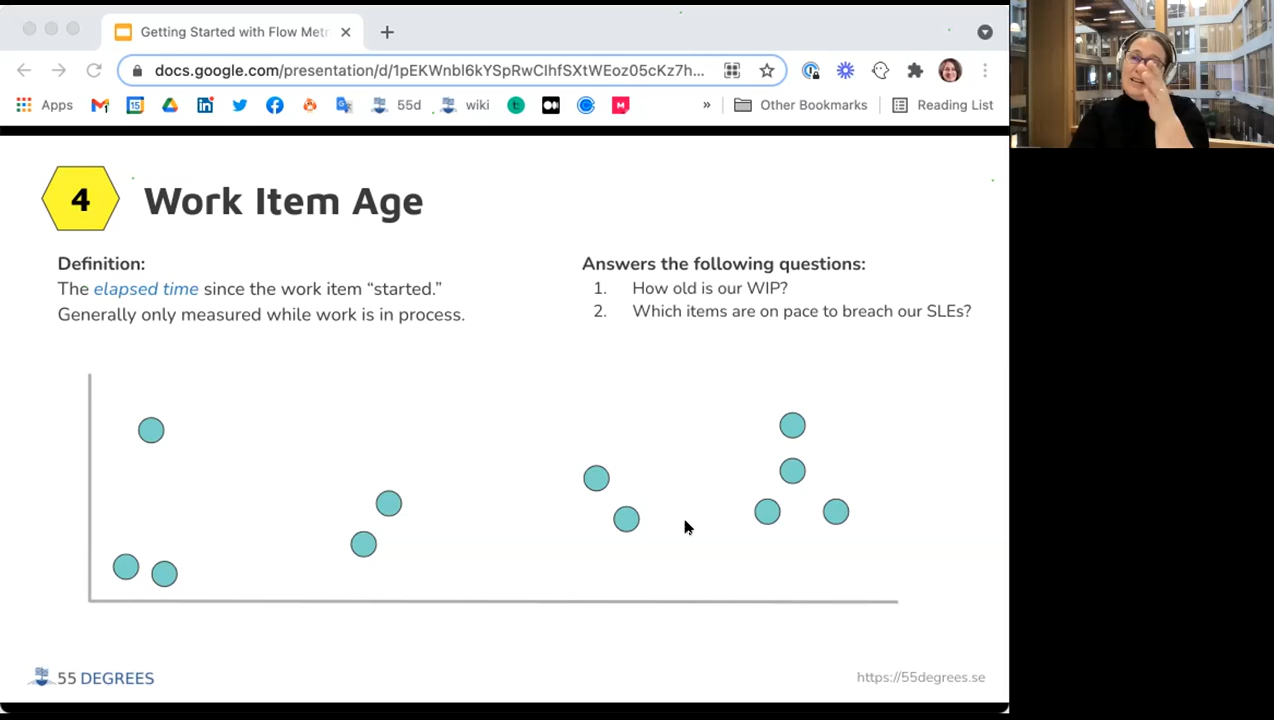 Getting Started with Flow Metr
docs.google.com/presentation/d/1pEKWnbl6kYSpRwClhfSXtWEoz05cKz7h...
Apps
15
55d
wiki
»
Other Bookmarks
Reading List
4
Work Item Age
Definition:
The elapsed time since the work item “started.”
Generally only measured while work is in process.
Answers the following questions:
1. How old is our WIP?
2. Which items are on pace to breach our SLEs?
55 DEGREES
https://55degrees.se